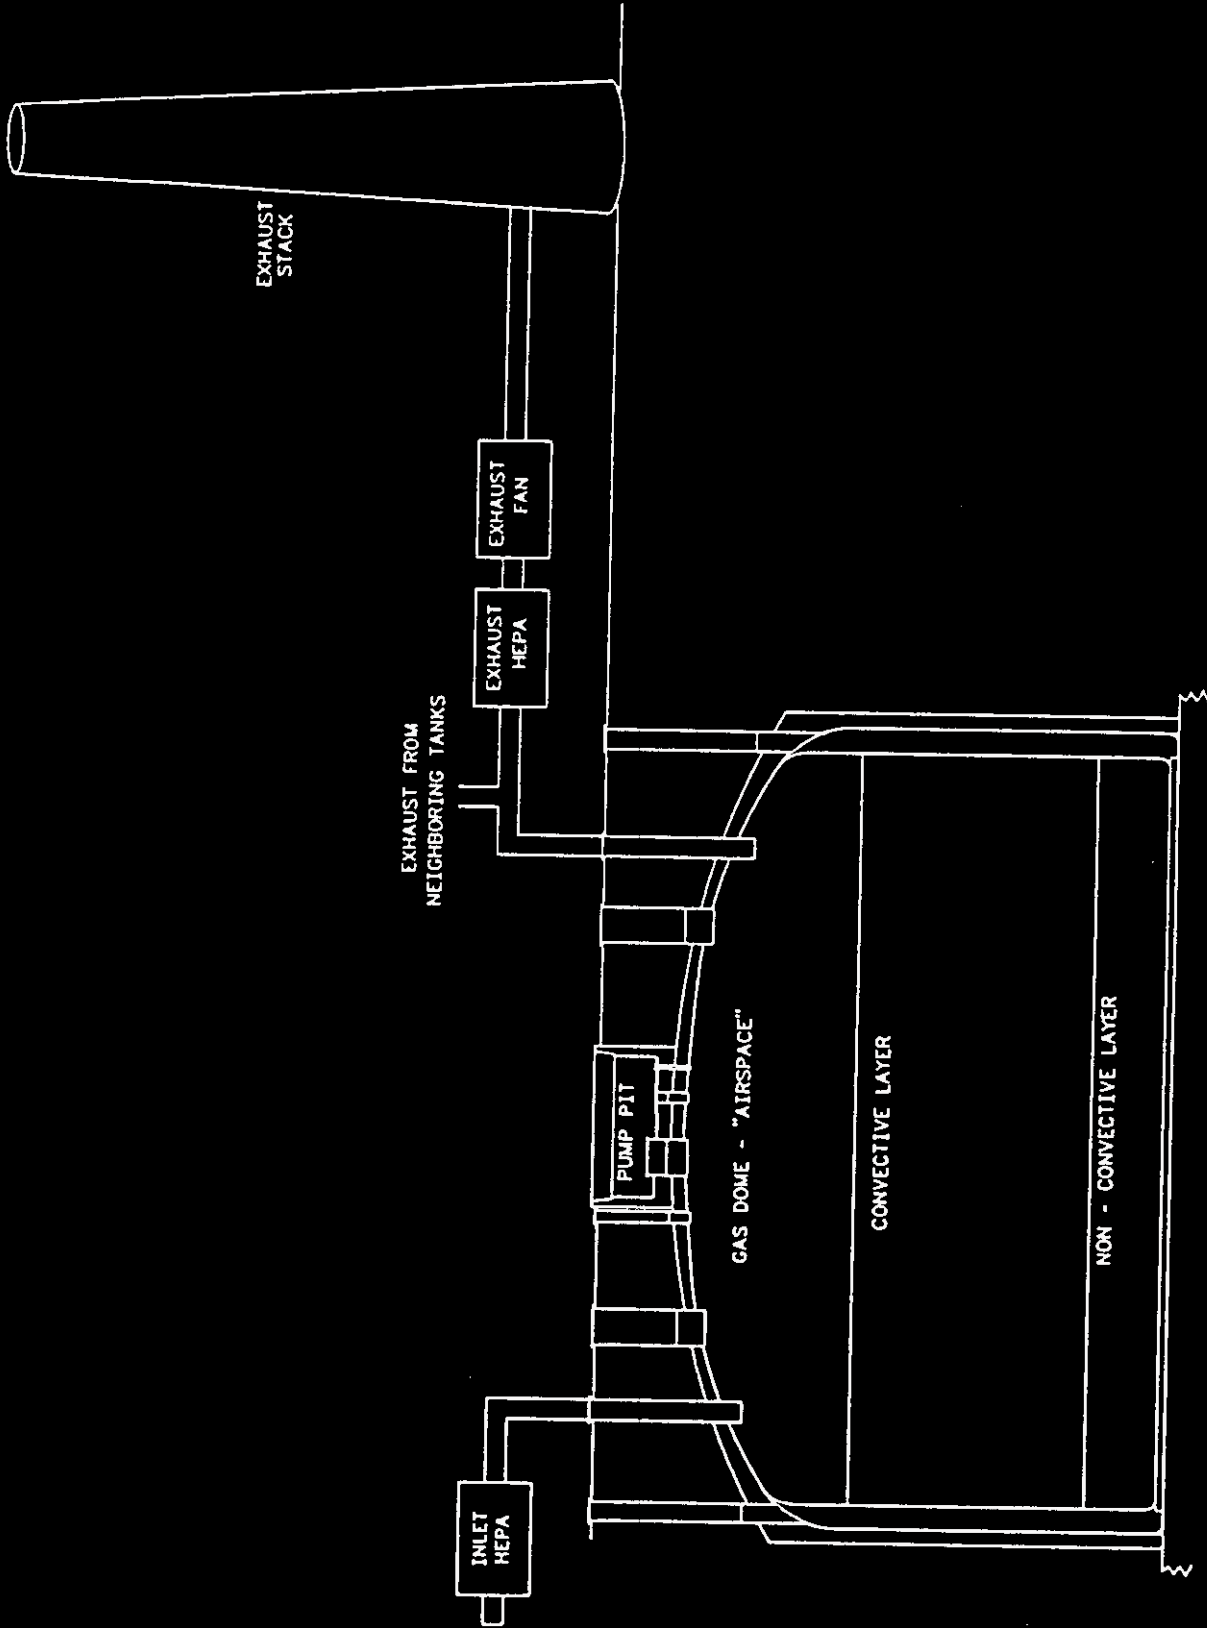 EXHAUST
STACK
EXHAUST
FAN
EXHAUST
HEPA
EXHAUST FROM
NEIGHBORING TANKS
INLET
HEPA
PUMP PIT
GAS DOME - "AIRSPACE"
CONVECTIVE LAYER
NON - CONVECTIVE LAYER